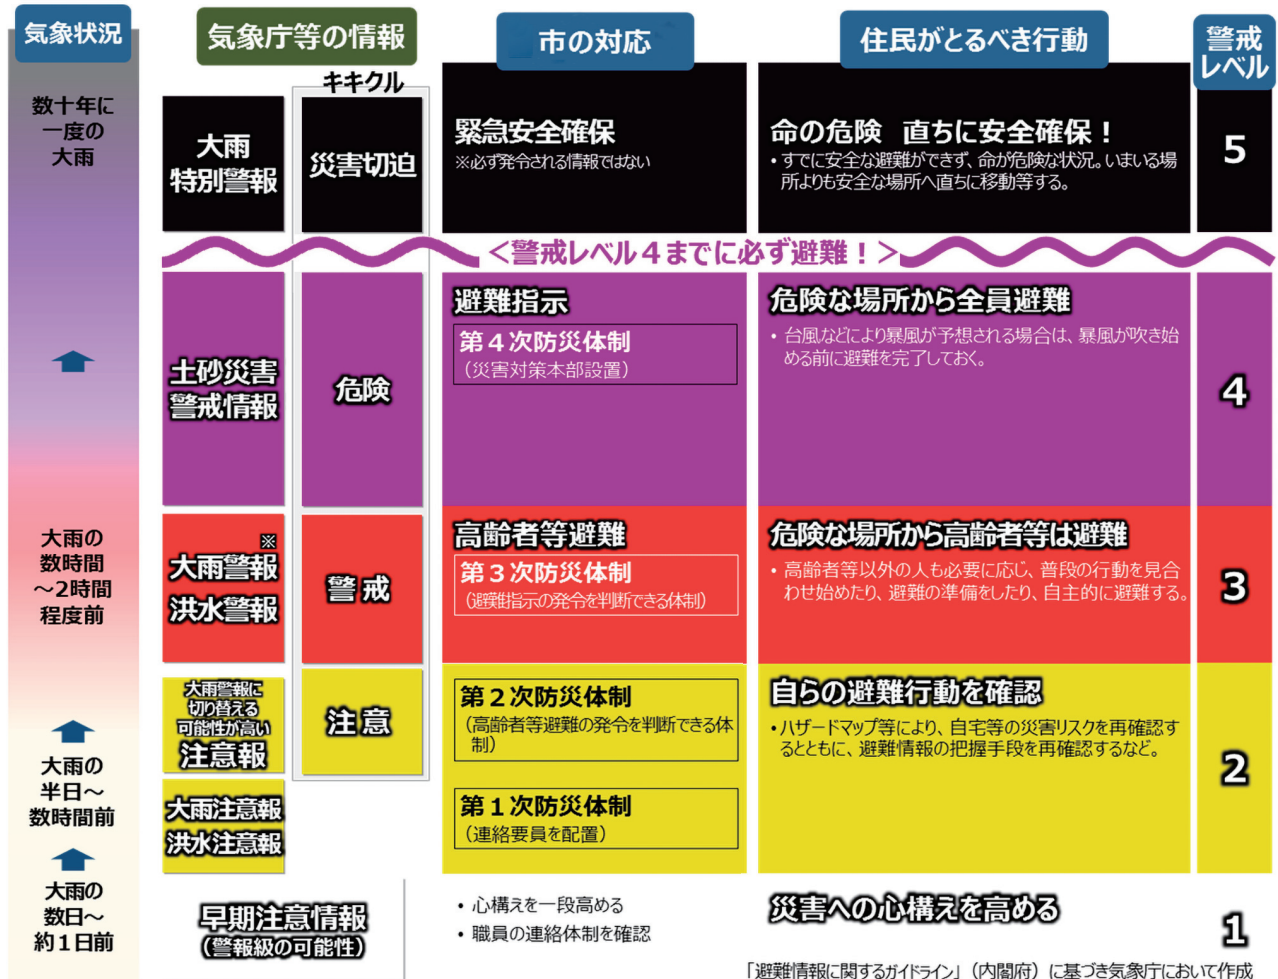 気象状況
気象庁等の情報
市の対応
住民がとるべき行動
警戒
レベル
キキクル
数十年に
一度の
大雨
大雨
特別警報
災害切迫
緊急安全確保
※必ず発令される情報ではない
命の危険 直ちに安全確保！
・すでに安全な避難ができず、命が危険な状況。いまいる場
所よりも安全な場所へ直ちに移動等する。
5
＜警戒レベル４までに必ず避難！＞
土砂災害
警戒情報
危険
避難指示
第４次防災体制
（災害対策本部設置）
危険な場所から全員避難
・台風などにより暴風が予想される場合は、暴風が吹き始
める前に避難を完了しておく。
4
大雨の
数時間
～2時間
程度前
※
大雨警報
洪水警報
警戒
高齢者等避難
第３次防災体制
（避難指示の発令を判断できる体制）
危険な場所から高齢者等は避難
・高齢者等以外の人も必要に応じ、普段の行動を見合
わせ始めたり、避難の準備をしたり、自主的に避難する。
3
大雨の
半日～
数時間前
大雨警報に
切り替える
可能性が高い
注意報
注意
第２次防災体制
（高齢者等避難の発令を判断できる体
制）
自らの避難行動を確認
・ハザードマップ等により、自宅等の災害リスクを再確認す
るとともに、避難情報の把握手段を再確認するなど。
2
大雨注意報
洪水注意報
第１次防災体制
（連絡要員を配置）
大雨の
数日～
約１日前
早期注意情報
（警報級の可能性）
・心構えを一段高める
・職員の連絡体制を確認
災害への心構えを高める
1
「避難情報に関するガイドライン」（内閣府）に基づき気象庁において作成